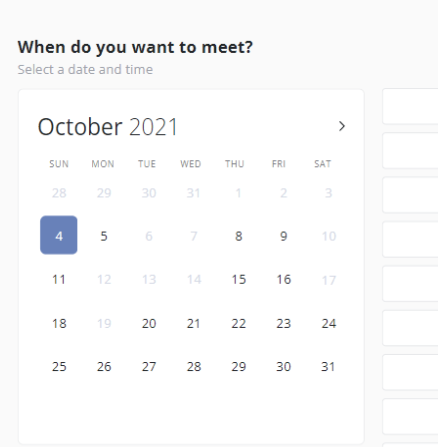 When do you want to meet?
Select a date and time
October 2021 >
SUN MON TUE WED THU FRI SAT
28 29 30 31 1 2 3
4 5 6 7 8 9 10
11 12 13 14 15 16 17
18 19 20 21 22 23 24
25 26 27 28 29 30 31